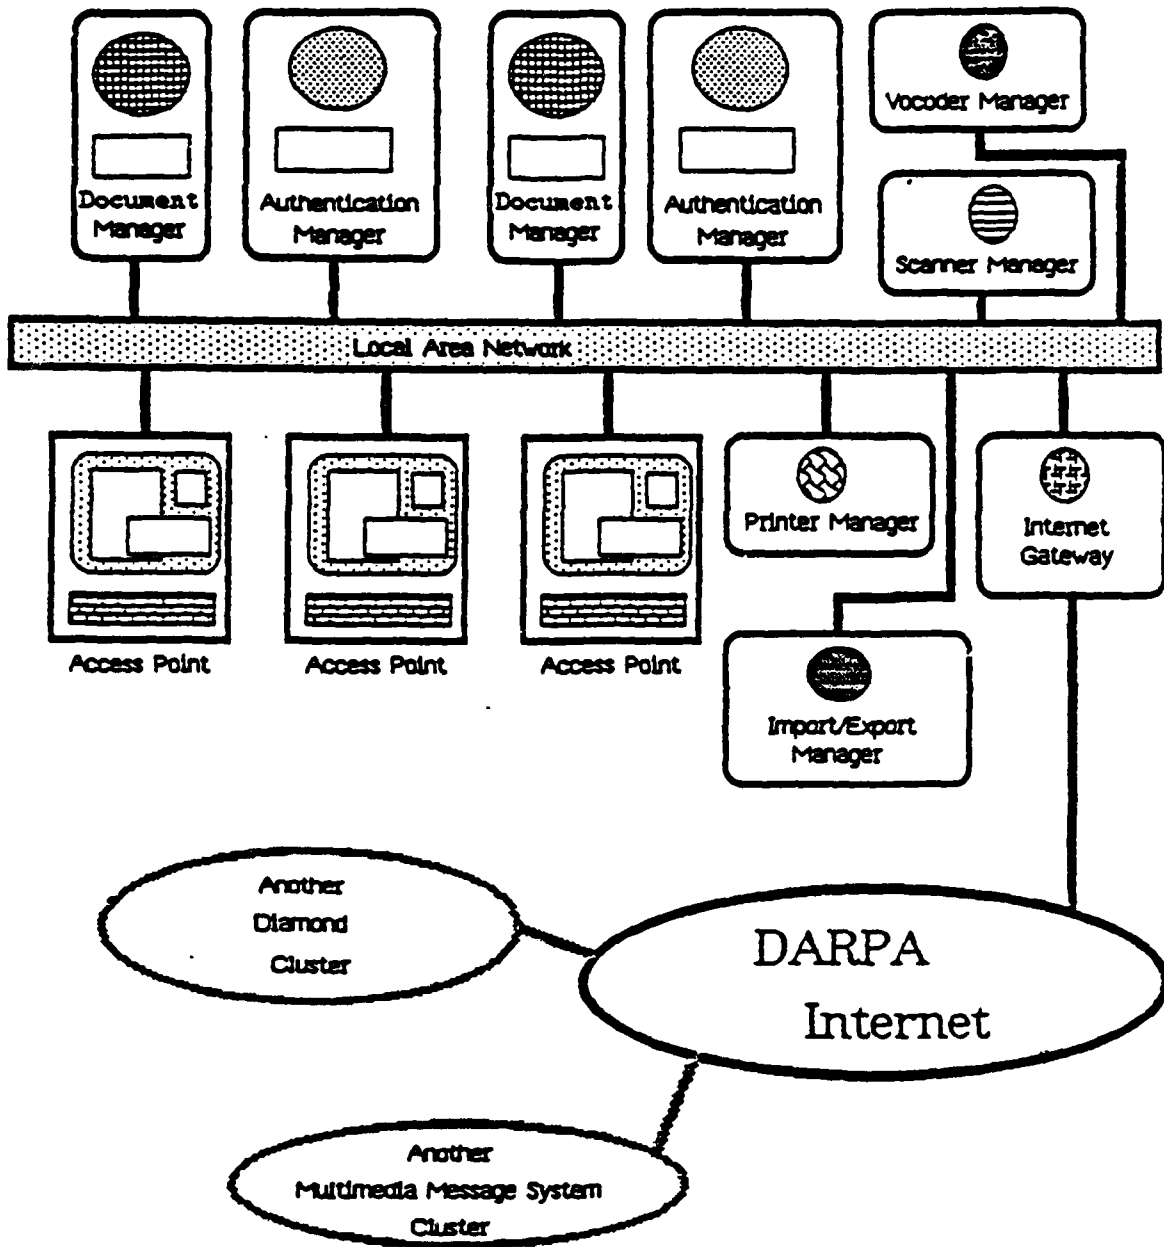 Document
Manager
Authentication
Manager
Document
Manager
Authentication
Manager
Vocoder Manager
Scanner Manager
Local Area Network
Access Point
Access Point
Access Point
Printer Manager
Internet
Gateway
Import/Export
Manager
Another
Diamond
Cluster
DARPA
Internet
Another
Multimedia Message System
Cluster